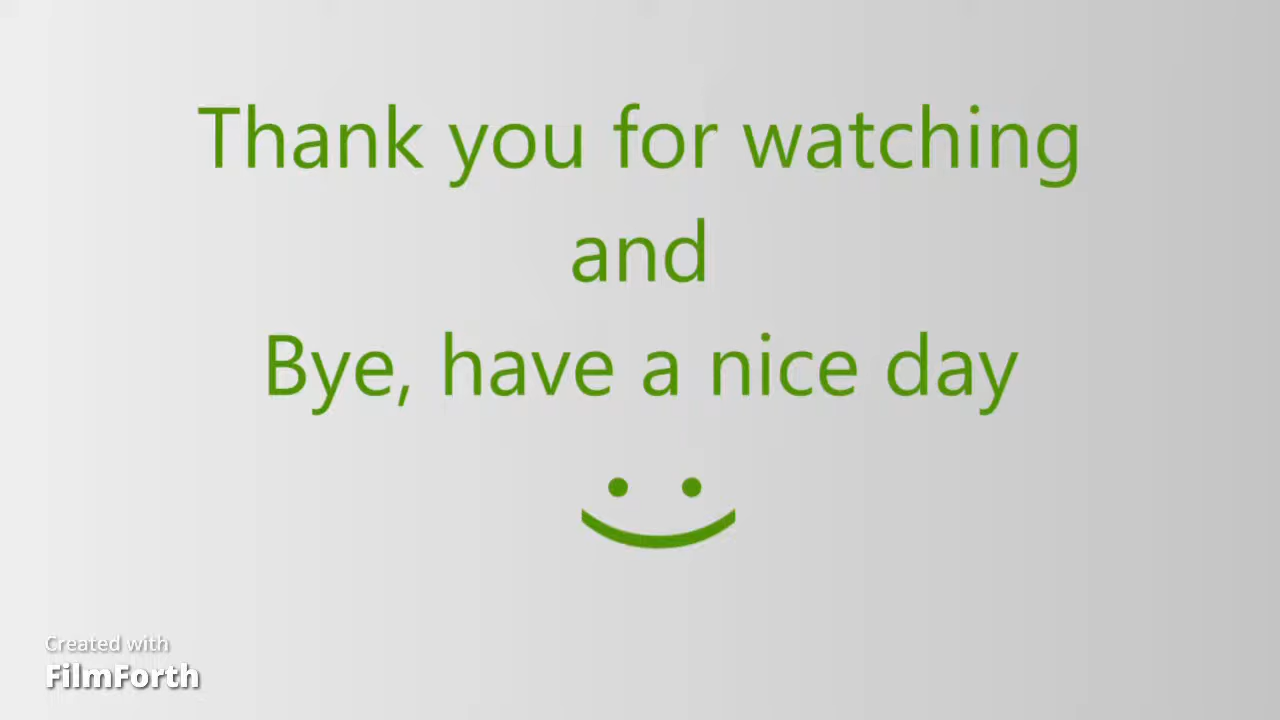 Thank you for watching
and
Bye, have a nice day
Created with
FilmForth